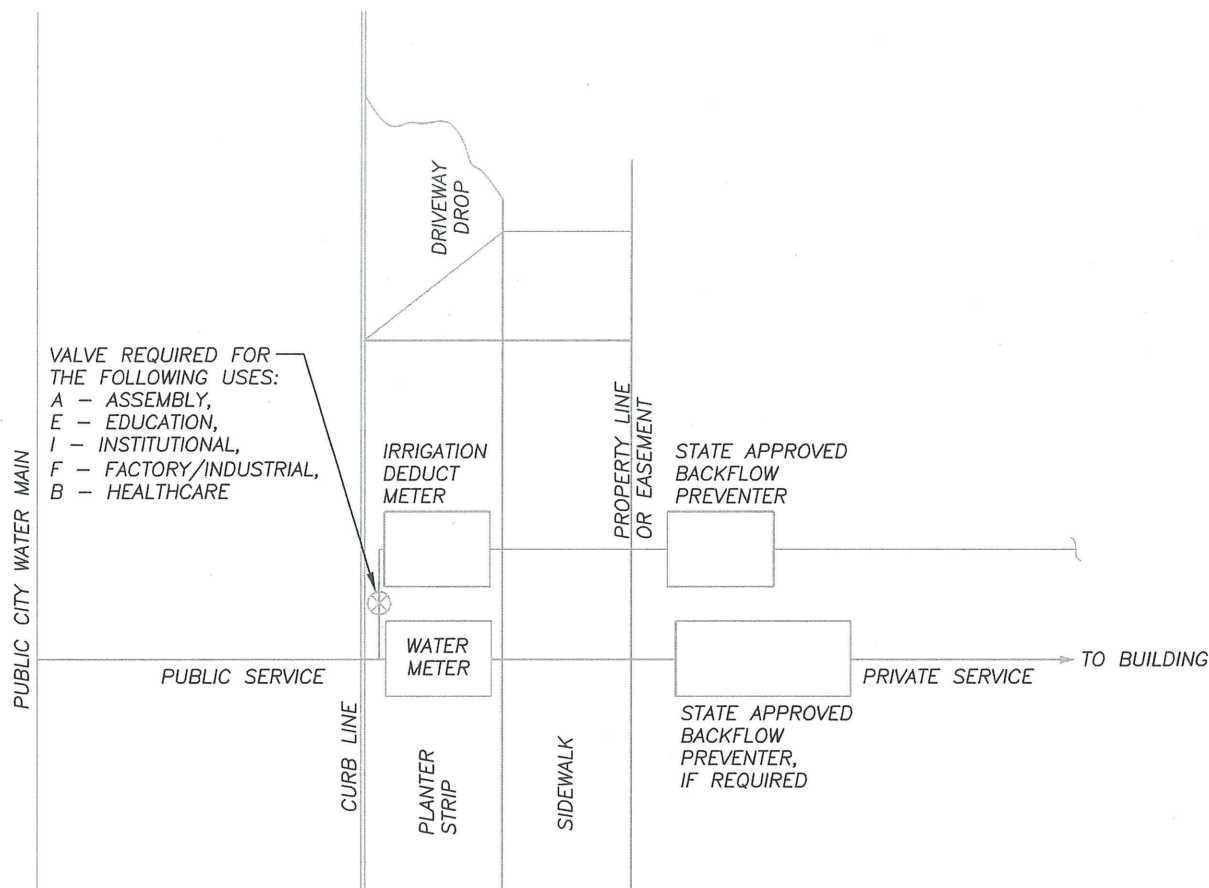 DRIVEWAY
DROP
VALVE REQUIRED FOR
THE FOLLOWING USES:
A – ASSEMBLY,
E – EDUCATION,
I – INSTITUTIONAL,
F – FACTORY/INDUSTRIAL,
B – HEALTHCARE
IRRIGATION
DEDUCT
METER
PROPERTY LINE
OR EASEMENT
STATE APPROVED
BACKFLOW
PREVENTER
PUBLIC CITY WATER MAIN
PUBLIC SERVICE
WATER
METER
PRIVATE SERVICE
TO BUILDING
STATE APPROVED
BACKFLOW
PREVENTER,
IF REQUIRED
CURB LINE
PLANTER
STRIP
SIDEWALK